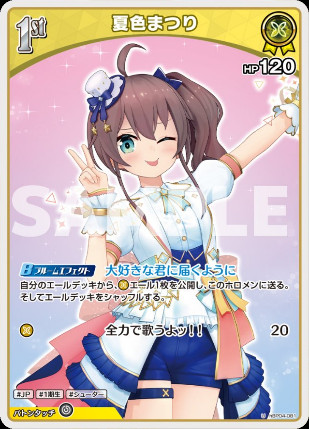 1st
夏色まつり
HP120
SAMPLE
ブルームエフェクト 大好きな君に届くように
自分のエールデッキから、エール1枚を公開し、このホロメンに送る。
そしてエールデッキをシャッフルする。
全力で歌うよッ!! 20
#JP #1期生 #シューター
バトンタッチ